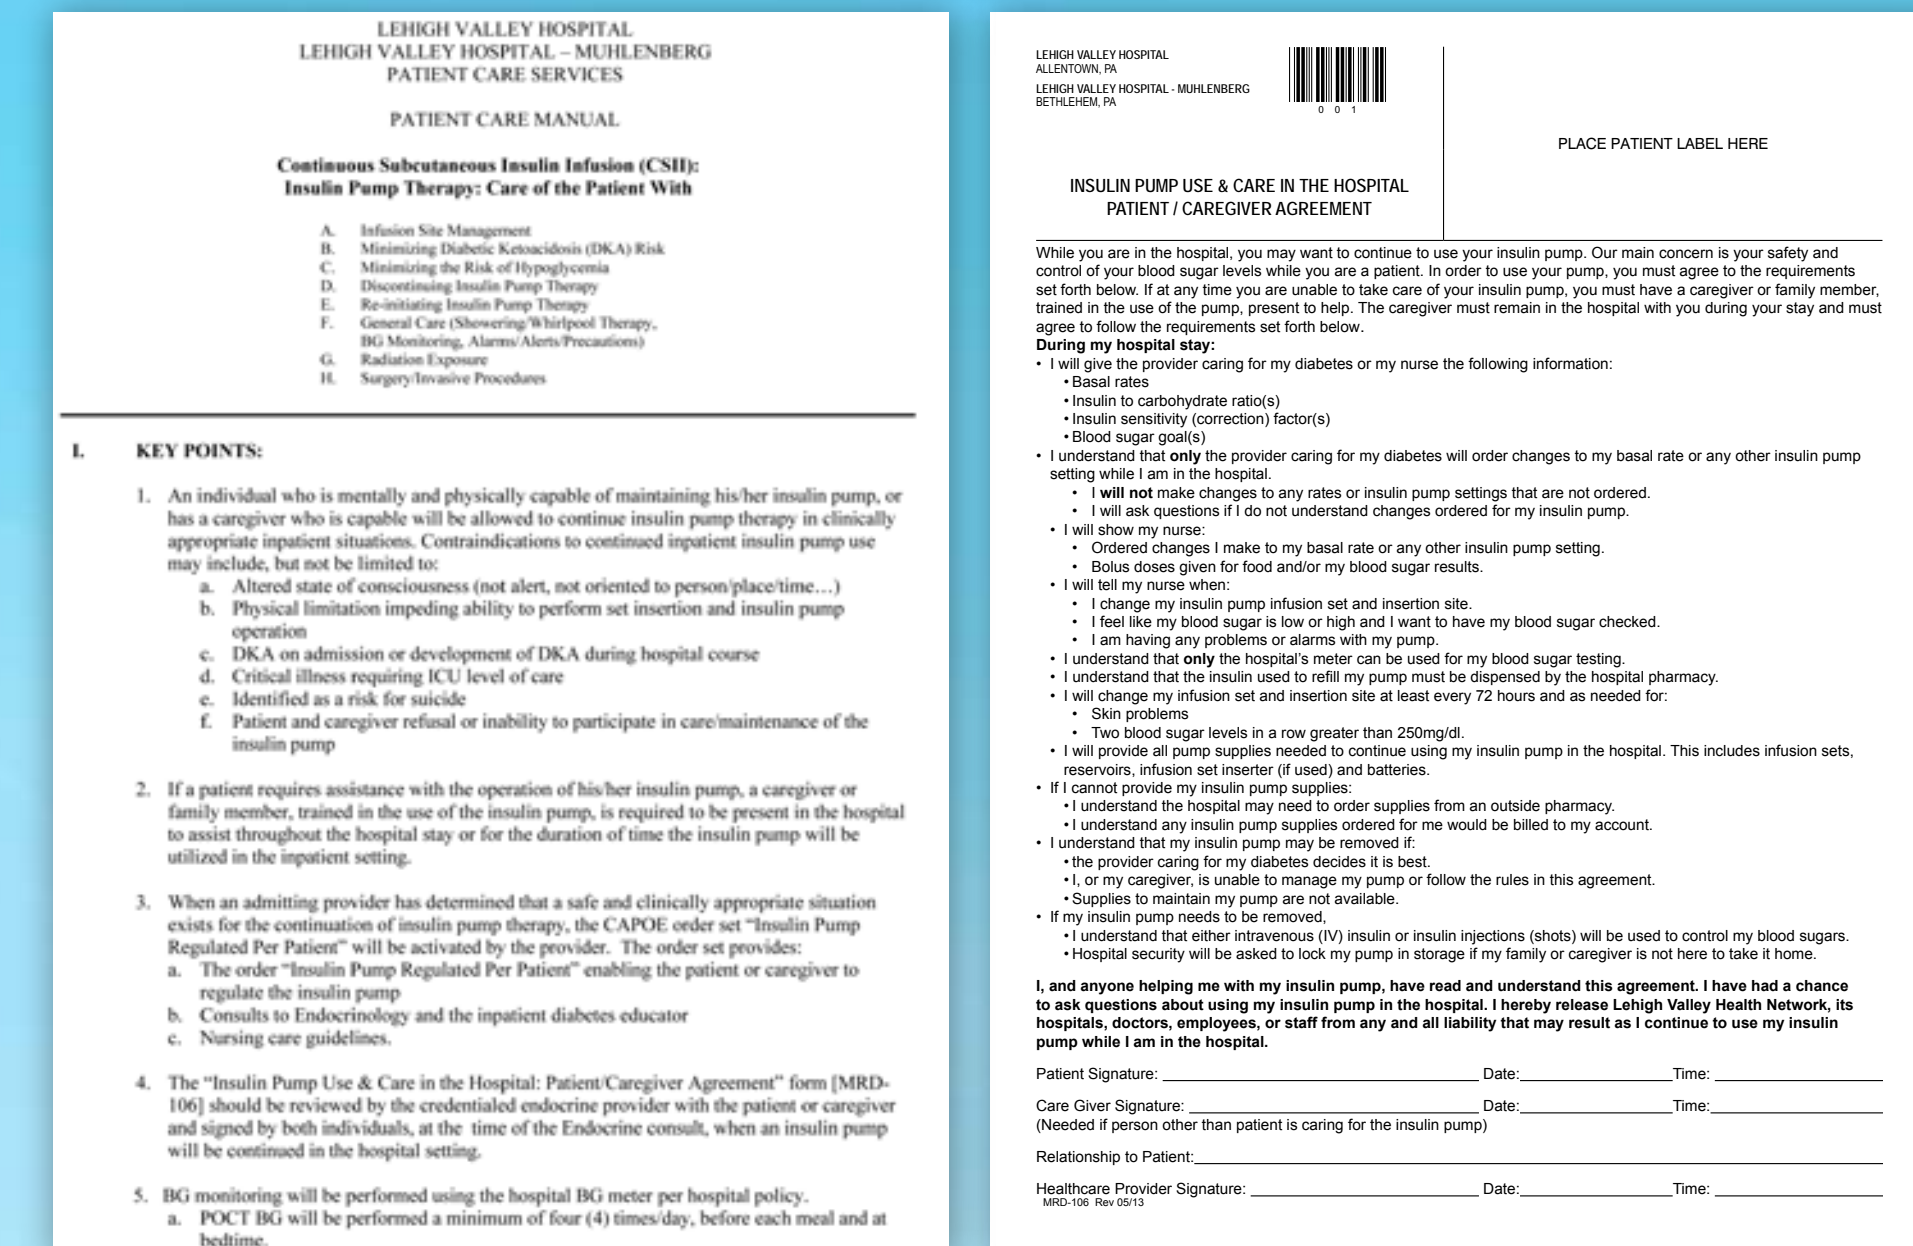 LEHIGH VALLEY HOSPITAL
LEHIGH VALLEY HOSPITAL – MUHLENBERG
PATIENT CARE SERVICES
PATIENT CARE MANUAL
Continuous Subcutaneous Insulin Infusion (CSII):
Insulin Pump Therapy: Care of the Patient With
A. Infusion Site Management
B. Minimizing Diabetic Ketoacidosis (DKA) Risk
C. Minimizing the Risk of Hypoglycemia
D. Discontinuing Insulin Pump Therapy
E. Re-initiating Insulin Pump Therapy
F. General Care (Showering/Whirlpool Therapy,
BG Monitoring, Alarms/Alerts/Precautions)
G. Radiation Exposure
H. Surgery/Invasive Procedures
I. KEY POINTS:
1. An individual who is mentally and physically capable of maintaining his/her insulin pump, or
has a caregiver who is capable will be allowed to continue insulin pump therapy in clinically
appropriate inpatient situations. Contraindications to continued inpatient insulin pump use
may include, but not be limited to:
a. Altered state of consciousness (not alert, not oriented to person/place/time…)
b. Physical limitation impeding ability to perform set insertion and insulin pump
operation
c. DKA on admission or development of DKA during hospital course
d. Critical illness requiring ICU level of care
e. Identified as a risk for suicide
f. Patient and caregiver refusal or inability to participate in care/maintenance of the
insulin pump
2. If a patient requires assistance with the operation of his/her insulin pump, a caregiver or
family member, trained in the use of the insulin pump, is required to be present in the hospital
to assist throughout the hospital stay or for the duration of time the insulin pump will be
utilized in the inpatient setting.
3. When an admitting provider has determined that a safe and clinically appropriate situation
exists for the continuation of insulin pump therapy, the CAPOE order set “Insulin Pump
Regulated Per Patient” will be activated by the provider. The order set provides:
a. The order “Insulin Pump Regulated Per Patient” enabling the patient or caregiver to
regulate the insulin pump
b. Consults to Endocrinology and the inpatient diabetes educator
c. Nursing care guidelines.
4. The “Insulin Pump Use & Care in the Hospital: Patient/Caregiver Agreement” form [MRD-
106] should be reviewed by the credentialed endocrine provider with the patient or caregiver
and signed by both individuals, at the time of the Endocrine consult, when an insulin pump
will be continued in the hospital setting.
5. BG monitoring will be performed using the hospital BG meter per hospital policy.
a. POCT BG will be performed a minimum of four (4) times/day, before each meal and at
bedtime.
LEHIGH VALLEY HOSPITAL
ALLENTOWN, PA
LEHIGH VALLEY HOSPITAL - MUHLENBERG
BETHLEHEM, PA
0 0 1
PLACE PATIENT LABEL HERE
INSULIN PUMP USE & CARE IN THE HOSPITAL
PATIENT / CAREGIVER AGREEMENT
While you are in the hospital, you may want to continue to use your insulin pump. Our main concern is your safety and
control of your blood sugar levels while you are a patient. In order to use your pump, you must agree to the requirements
set forth below. If at any time you are unable to take care of your insulin pump, you must have a caregiver or family member,
trained in the use of the pump, present to help. The caregiver must remain in the hospital with you during your stay and must
agree to follow the requirements set forth below.
During my hospital stay:
• I will give the provider caring for my diabetes or my nurse the following information:
• Basal rates
• Insulin to carbohydrate ratio(s)
• Insulin sensitivity (correction) factor(s)
• Blood sugar goal(s)
• I understand that only the provider caring for my diabetes will order changes to my basal rate or any other insulin pump
setting while I am in the hospital.
• I will not make changes to any rates or insulin pump settings that are not ordered.
• I will ask questions if I do not understand changes ordered for my insulin pump.
• I will show my nurse:
• Ordered changes I make to my basal rate or any other insulin pump setting.
• Bolus doses given for food and/or my blood sugar results.
• I will tell my nurse when:
• I change my insulin pump infusion set and insertion site.
• I feel like my blood sugar is low or high and I want to have my blood sugar checked.
• I am having any problems or alarms with my pump.
• I understand that only the hospital’s meter can be used for my blood sugar testing.
• I understand that the insulin used to refill my pump must be dispensed by the hospital pharmacy.
• I will change my infusion set and insertion site at least every 72 hours and as needed for:
• Skin problems
• Two blood sugar levels in a row greater than 250mg/dl.
• I will provide all pump supplies needed to continue using my insulin pump in the hospital. This includes infusion sets,
reservoirs, infusion set inserter (if used) and batteries.
• If I cannot provide my insulin pump supplies:
• I understand the hospital may need to order supplies from an outside pharmacy.
• I understand any insulin pump supplies ordered for me would be billed to my account.
• I understand that my insulin pump may be removed if:
• the provider caring for my diabetes decides it is best.
• I, or my caregiver, is unable to manage my pump or follow the rules in this agreement.
• Supplies to maintain my pump are not available.
• If my insulin pump needs to be removed,
• I understand that either intravenous (IV) insulin or insulin injections (shots) will be used to control my blood sugars.
• Hospital security will be asked to lock my pump in storage if my family or caregiver is not here to take it home.
I, and anyone helping me with my insulin pump, have read and understand this agreement. I have had a chance
to ask questions about using my insulin pump in the hospital. I hereby release Lehigh Valley Health Network, its
hospitals, doctors, employees, or staff from any and all liability that may result as I continue to use my insulin
pump while I am in the hospital.
Patient Signature: Date: Time:
Care Giver Signature: Date: Time:
(Needed if person other than patient is caring for the insulin pump)
Relationship to Patient:
Healthcare Provider Signature: Date: Time:
MRD-106 Rev 05/13